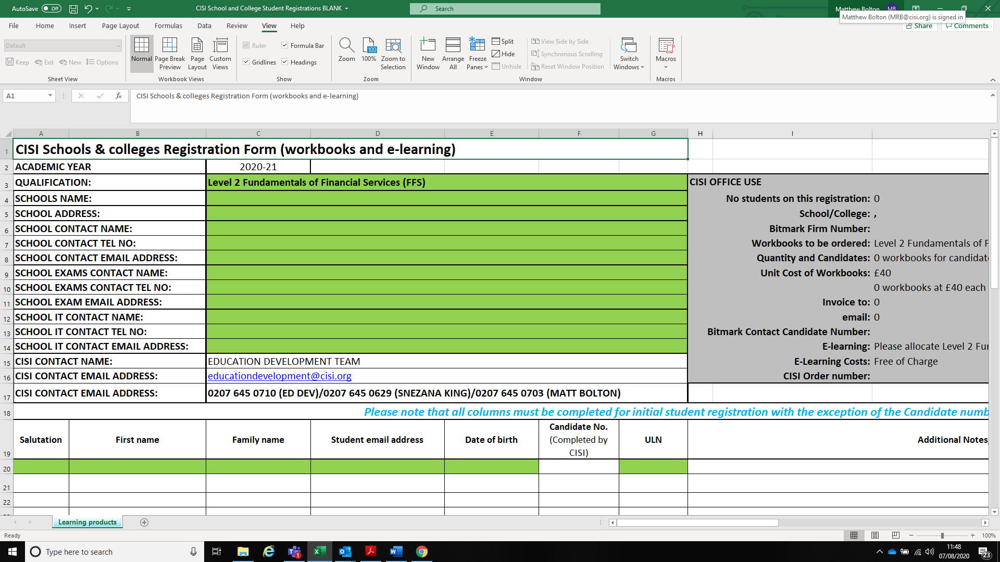 AutoSave Off
CISI School and College Student Registrations BLANK
Search
Matthew Bolton MB
Matthew Bolton (MRB@cisi.org) is signed in
File Home Insert Page Layout Formulas Data Review View Help
Share Comments
Default
Keep Exit New Options
Sheet View
Normal
Page Break Preview
Page Layout
Custom Views
Workbook Views
Ruler Formula Bar
Gridlines Headings
Show
Zoom
100
100%
Zoom to Selection
Zoom
New Window
Arrange All
Freeze Panes
Split
Hide
Unhide
View Side by Side
Synchronous Scrolling
Reset Window Position
Switch Windows
Window
Macros
Macros
A1
fx
CISI Schools & colleges Registration Form (workbooks and e-learning)
A B C D E F G H I
1 CISI Schools & colleges Registration Form (workbooks and e-learning)
2 ACADEMIC YEAR 2020-21
3 QUALIFICATION: Level 2 Fundamentals of Financial Services (FFS) CISI OFFICE USE
4 SCHOOLS NAME: No students on this registration: 0
5 SCHOOL ADDRESS: School/College: ,
6 SCHOOL CONTACT NAME: Bitmark Firm Number:
7 SCHOOL CONTACT TEL NO: Workbooks to be ordered: Level 2 Fundamentals of F
8 SCHOOL CONTACT EMAIL ADDRESS: Quantity and Candidates: 0 workbooks for candidat
9 SCHOOL EXAMS CONTACT NAME: Unit Cost of Workbooks: £40
10 SCHOOL EXAMS CONTACT TEL NO: 0 workbooks at £40 each
11 SCHOOL EXAM EMAIL ADDRESS: Invoice to: 0
12 SCHOOL IT CONTACT NAME: email: 0
13 SCHOOL IT CONTACT TEL NO: Bitmark Contact Candidate Number:
14 SCHOOL IT CONTACT EMAIL ADDRESS: E-learning: Please allocate Level 2 Fur
15 CISI CONTACT NAME: EDUCATION DEVELOPMENT TEAM E-Learning Costs: Free of Charge
16 CISI CONTACT EMAIL ADDRESS: educationdevelopment@cisi.org CISI Order number:
17 CISI CONTACT EMAIL ADDRESS: 0207 645 0710 (ED DEV)/0207 645 0629 (SNEZANA KING)/0207 645 0703 (MATT BOLTON)
18 Please note that all columns must be completed for initial student registration with the exception of the Candidate numb
19 Salutation First name Family name Student email address Date of birth Candidate No. (Completed by CISI) ULN Additional Notes,
20
21
22
Learning products
Ready
100%
Type here to search
1
11:48
07/08/2020
23